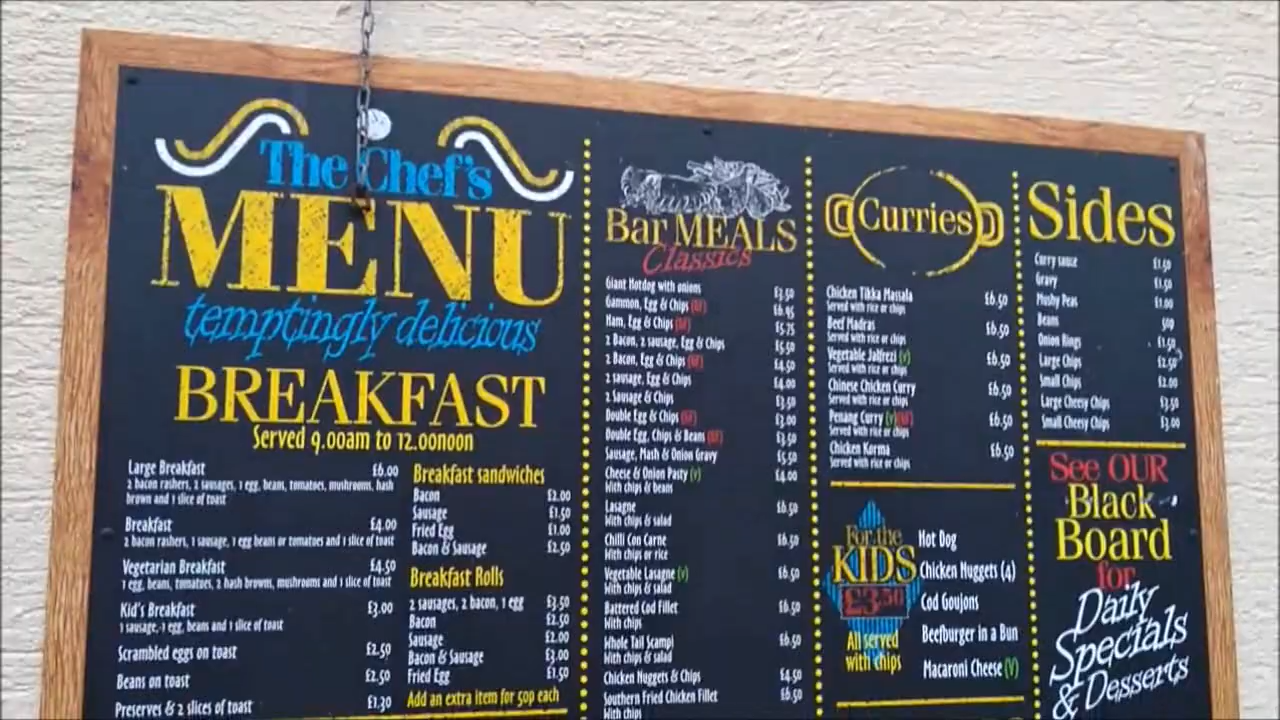 The Chef's
MENU
temptingly delicious
BREAKFAST
Served 9.00am to 12.00noon
Large Breakfast £6.00
2 bacon rashers, 2 sausages, 1 egg, beans, tomatoes, mushrooms, hash
brown and 1 slice of toast
Breakfast £4.00
2 bacon rashers, 1 sausage, 1 egg beans or tomatoes and 1 slice of toast
Vegetarian Breakfast £4.50
1 egg, beans, tomatoes, 2 hash browns, mushrooms and 1 slice of toast
Kid's Breakfast £3.00
1 sausage, 1 egg, beans and 1 slice of toast
Scrambled eggs on toast £2.50
Beans on toast £2.50
Preserves & 2 slices of toast £1.30
Breakfast sandwiches
Bacon £2.00
Sausage £1.50
Fried Egg £1.00
Bacon & Sausage £2.50
Breakfast Rolls
2 sausages, 2 bacon, 1 egg £3.50
Bacon £2.50
Sausage £2.00
Bacon & Sausage £3.00
Fried Egg £1.50
Add an extra item for 50p each
Bar MEALS
Classics
Giant Hotdog with onions £3.50
Gammon, Egg & Chips (GF) £6.95
Ham, Egg & Chips (GF) £5.75
2 Bacon, 2 sausage, Egg & Chips £5.50
2 Bacon, Egg & Chips (GF) £4.50
2 sausage, Egg & Chips £4.00
2 Sausage & Chips £3.50
Double Egg & Chips (GF) £3.00
Double Egg, Chips & Beans (GF) £3.50
Sausage, Mash & Onion Gravy £5.50
Cheese & Onion Pasty (v) £4.00
With chips & beans
Lasagne £6.50
With chips & salad
Chilli Con Carne £6.50
With chips or rice
Vegetable Lasagne (v) £6.50
With chips & salad
Battered Cod Fillet £6.50
With chips
Whole Tail Scampi £6.50
With chips & salad
Chicken Nuggets & Chips £4.50
Southern Fried Chicken Fillet £6.50
With chips
Curries
Chicken Tikka Massala £6.50
Served with rice or chips
Beef Madras £6.50
Served with rice or chips
Vegetable Jalfrezi (v) £6.50
Served with rice or chips
Chinese Chicken Curry £6.50
Served with rice or chips
Penang Curry (v)(GF) £6.50
Served with rice or chips
Chicken Korma £6.50
Served with rice or chips
For the
KIDS
£3.50
All served
with chips
Hot Dog
Chicken Nuggets (4)
Cod Goujons
Beefburger in a Bun
Macaroni Cheese (V)
Sides
Curry sauce £1.50
Gravy £1.50
Mushy Peas £1.00
Beans 50p
Onion Rings £1.50
Large Chips £2.50
Small Chips £2.00
Large Cheesy Chips £3.50
Small Cheesy Chips £3.00
See OUR
Black
Board
for
Daily
Specials
& Desserts